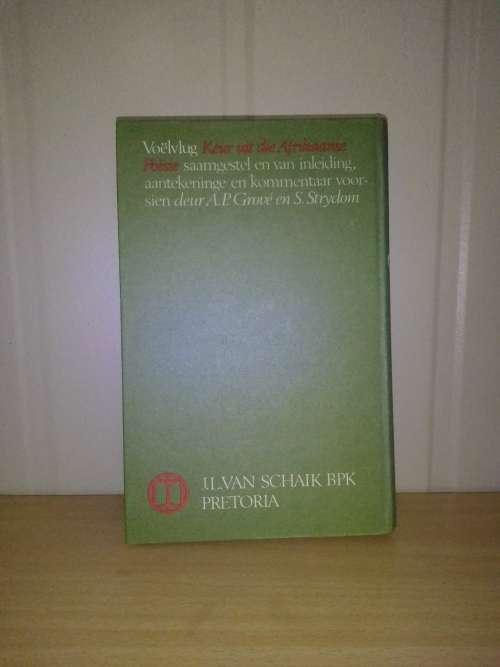 Voëlvlug Keur uit die Afrikaanse
Poësie saamgestel en van inleiding,
aantekeninge en kommentaar voor-
sien deur A.P. Grové en S. Strydom
J.L. VAN SCHAIK BPK
PRETORIA